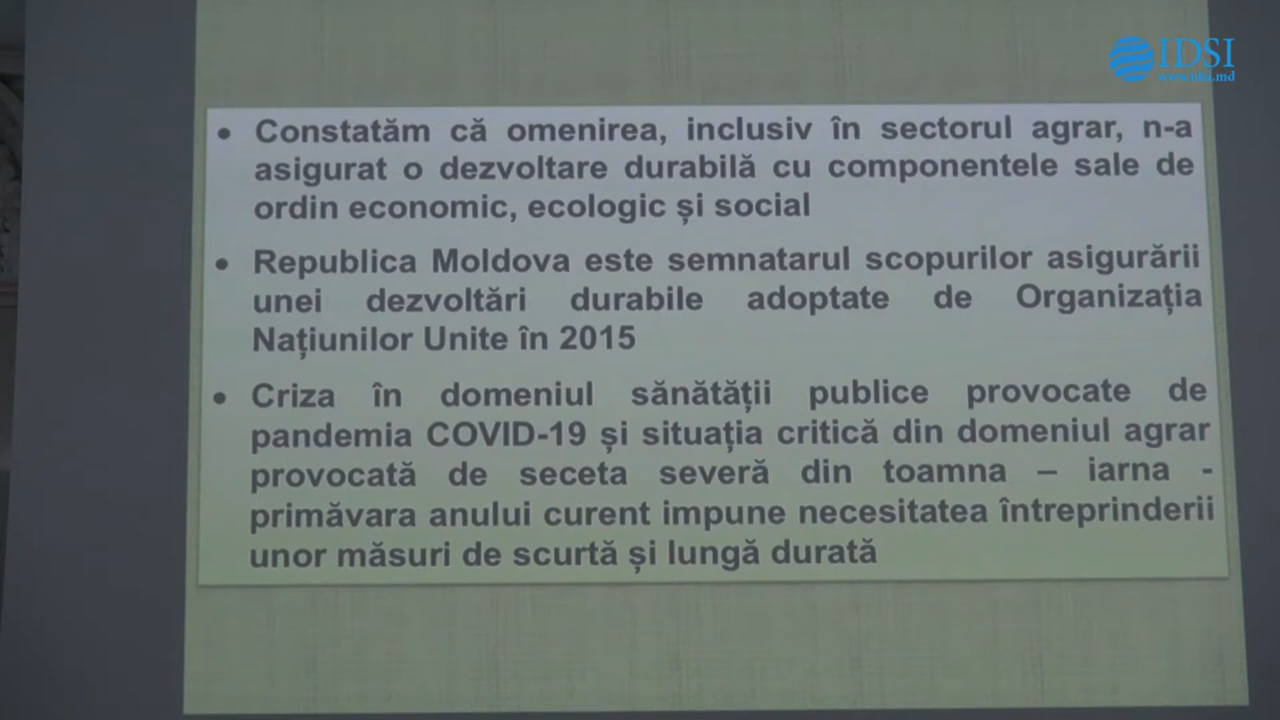 IDSI
www.idsi.md
• Constatăm că omenirea, inclusiv în sectorul agrar, n-a
asigurat o dezvoltare durabilă cu componentele sale de
ordin economic, ecologic și social
• Republica Moldova este semnatarul scopurilor asigurării
unei dezvoltări durabile adoptate de Organizația
Națiunilor Unite în 2015
• Criza în domeniul sănătății publice provocate de
pandemia COVID-19 și situația critică din domeniul agrar
provocată de seceta severă din toamna – iarna -
primăvara anului curent impune necesitatea întreprinderii
unor măsuri de scurtă și lungă durată